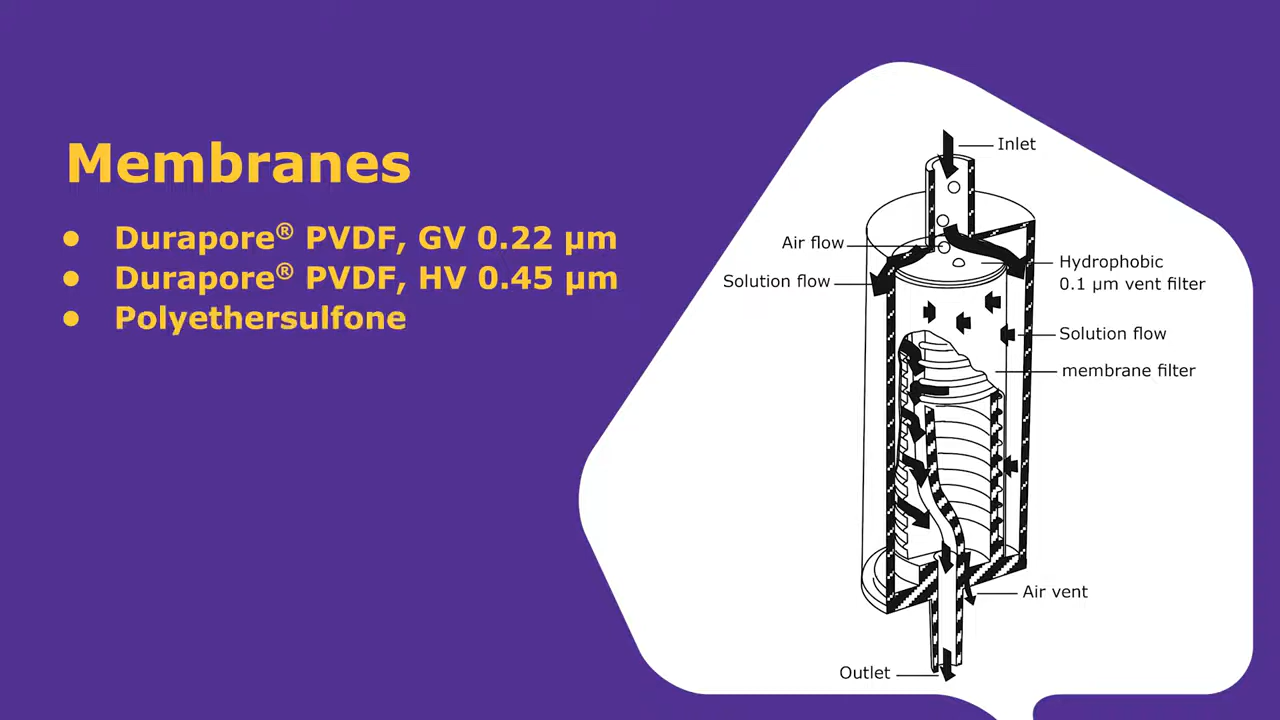 Membranes
● Durapore® PVDF, GV 0.22 µm
● Durapore® PVDF, HV 0.45 µm
● Polyethersulfone
Inlet
Air flow
Solution flow
Hydrophobic
0.1 µm vent filter
Solution flow
membrane filter
Air vent
Outlet